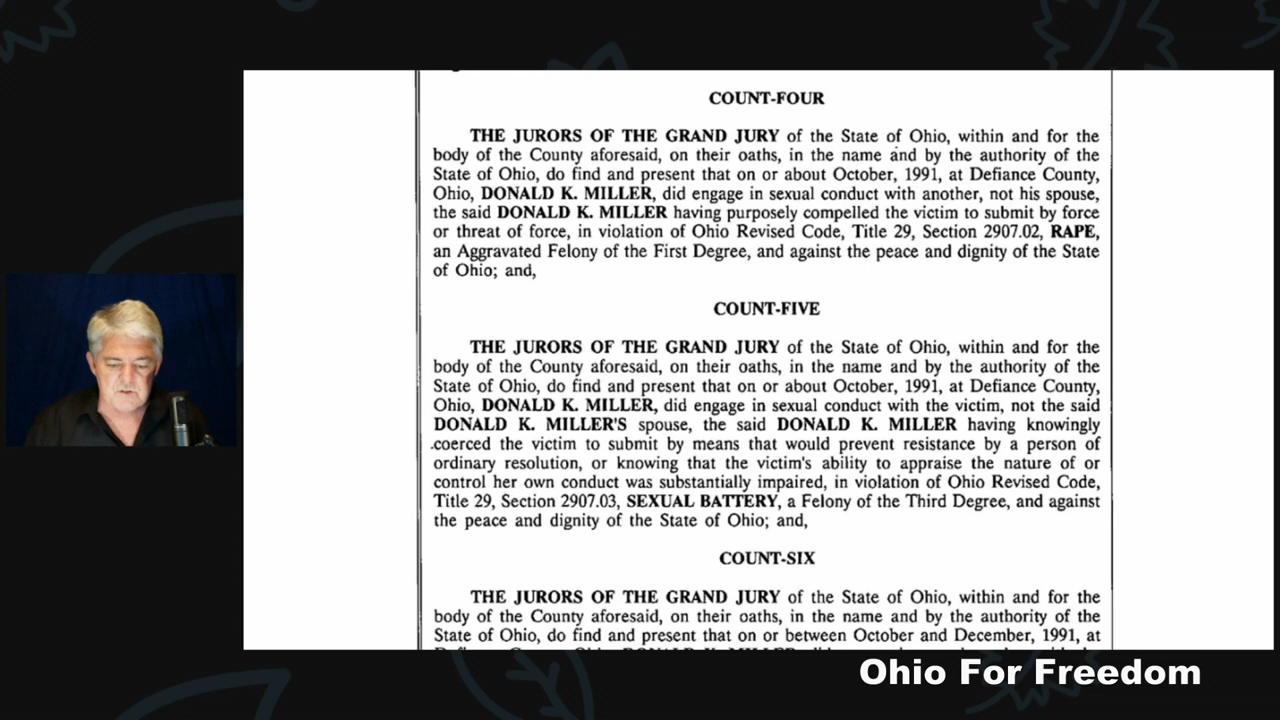 COUNT-FOUR
THE JURORS OF THE GRAND JURY of the State of Ohio, within and for the
body of the County aforesaid, on their oaths, in the name and by the authority of the
State of Ohio, do find and present that on or about October, 1991, at Defiance County,
Ohio, DONALD K. MILLER, did engage in sexual conduct with another, not his spouse,
the said DONALD K. MILLER having purposely compelled the victim to submit by force
or threat of force, in violation of Ohio Revised Code, Title 29, Section 2907.02, RAPE,
an Aggravated Felony of the First Degree, and against the peace and dignity of the State
of Ohio; and,
COUNT-FIVE
THE JURORS OF THE GRAND JURY of the State of Ohio, within and for the
body of the County aforesaid, on their oaths, in the name and by the authority of the
State of Ohio, do find and present that on or about October, 1991, at Defiance County,
Ohio, DONALD K. MILLER, did engage in sexual conduct with the victim, not the said
DONALD K. MILLER'S spouse, the said DONALD K. MILLER having knowingly
coerced the victim to submit by means that would prevent resistance by a person of
ordinary resolution, or knowing that the victim's ability to appraise the nature of or
control her own conduct was substantially impaired, in violation of Ohio Revised Code,
Title 29, Section 2907.03, SEXUAL BATTERY, a Felony of the Third Degree, and against
the peace and dignity of the State of Ohio; and,
COUNT-SIX
THE JURORS OF THE GRAND JURY of the State of Ohio, within and for the
body of the County aforesaid, on their oaths, in the name and by the authority of the
State of Ohio, do find and present that on or between October and December, 1991, at
Ohio For Freedom